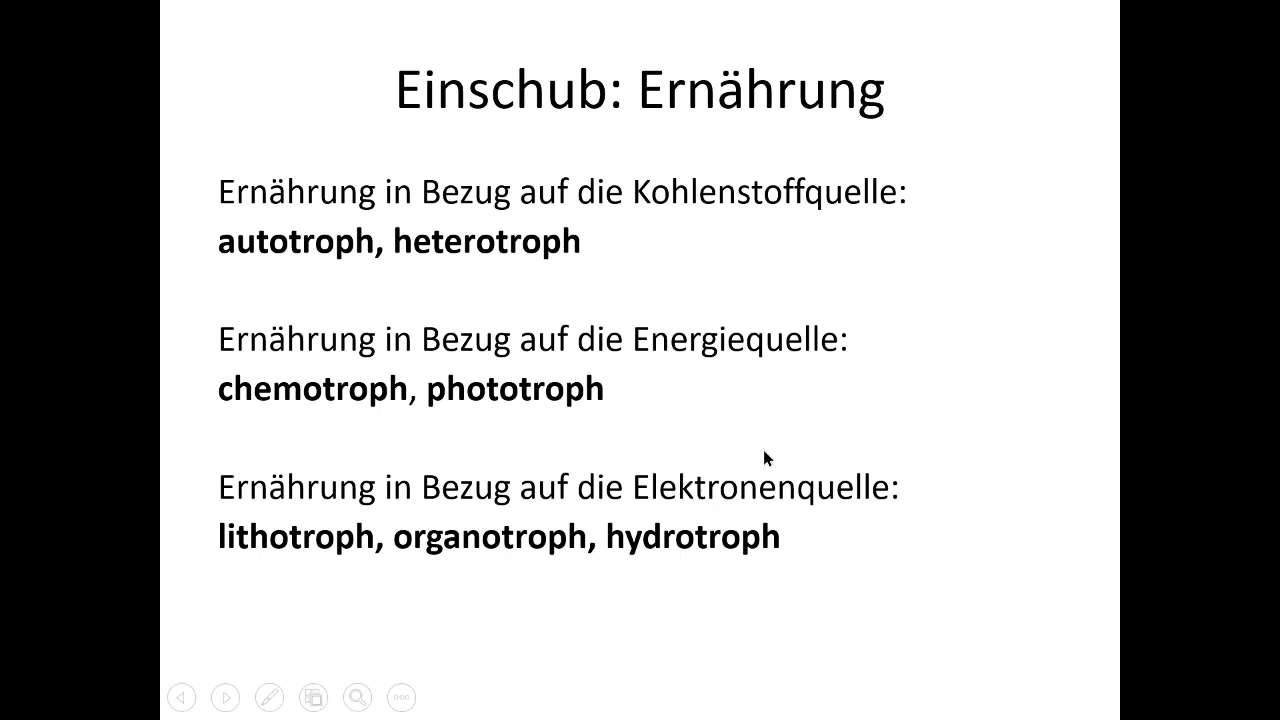 Einschub: Ernährung
Ernährung in Bezug auf die Kohlenstoffquelle:
autotroph, heterotroph
Ernährung in Bezug auf die Energiequelle:
chemotroph, phototroph
Ernährung in Bezug auf die Elektronenquelle:
lithotroph, organotroph, hydrotroph